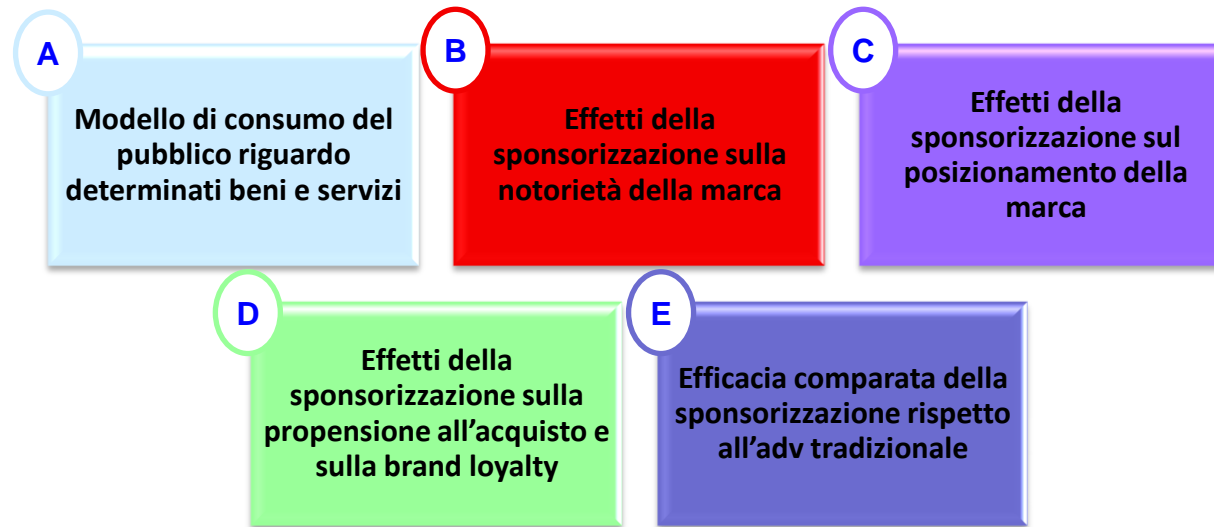 A
Modello di consumo del
pubblico riguardo
determinati beni e servizi
B
Effetti della
sponsorizzazione sulla
notorietà della marca
C
Effetti della
sponsorizzazione sul
posizionamento della
marca
D
Effetti della
sponsorizzazione sulla
propensione all’acquisto e
sulla brand loyalty
E
Efficacia comparata della
sponsorizzazione rispetto
all’adv tradizionale